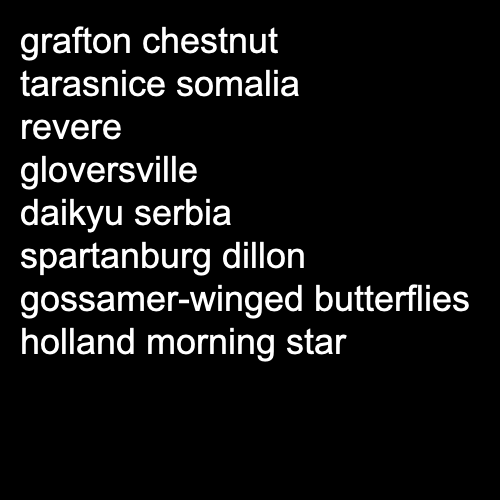 grafton chestnut
tarasnice somalia
revere
gloversville
daikyu serbia
spartanburg dillon
gossamer-winged butterflies
holland morning star